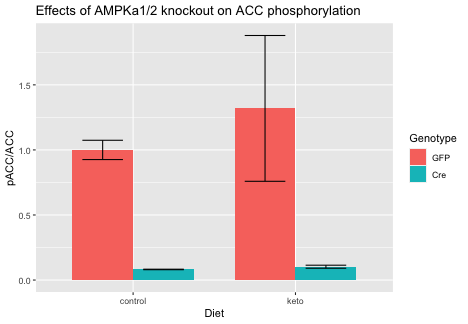 Effects of AMPKa1/2 knockout on ACC phosphorylation
pACC/ACC
1.5
1.0
0.5
0.0
control
keto
Diet
Genotype
GFP
Cre